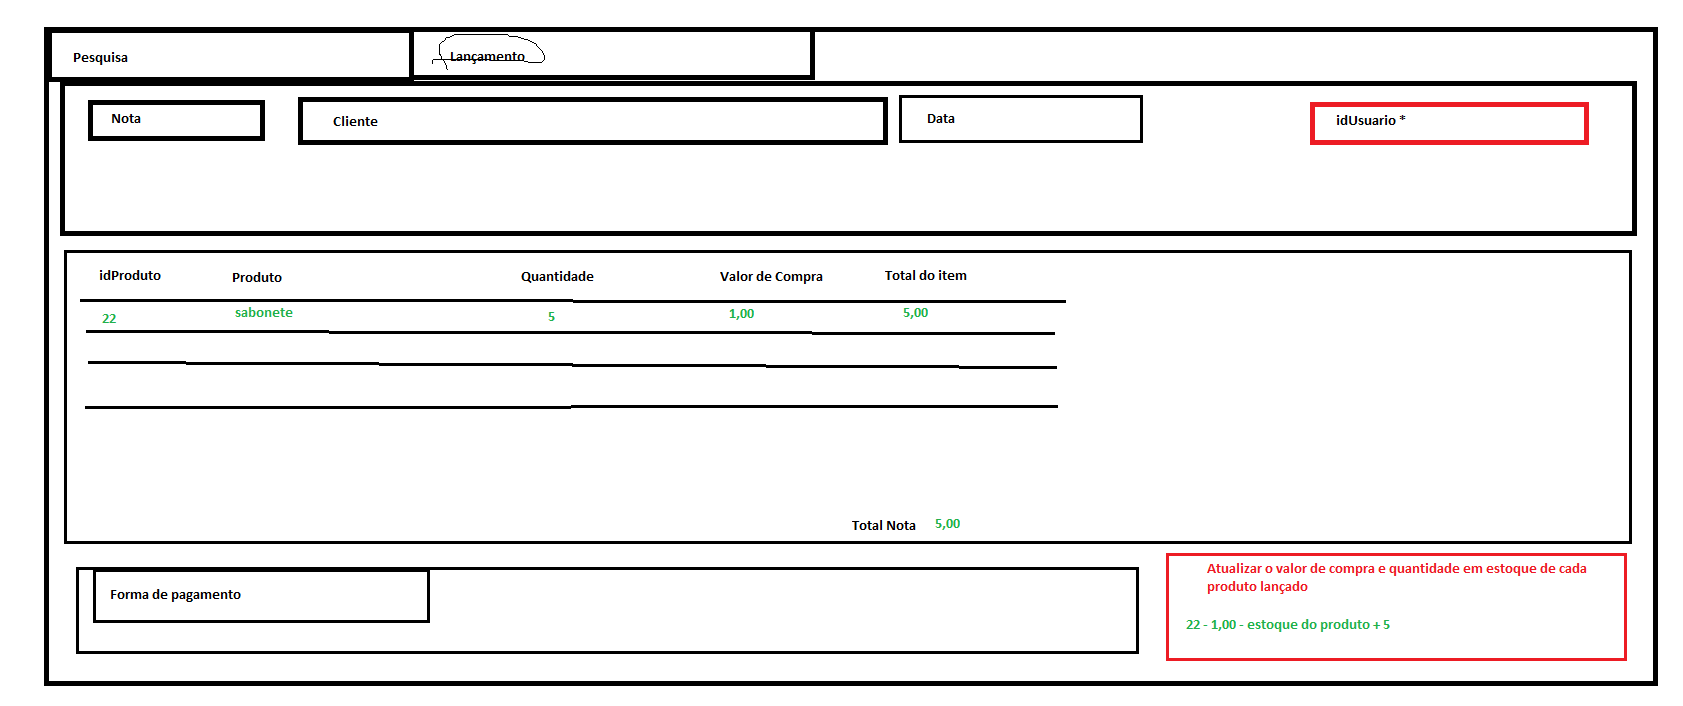 Pesquisa
Lançamento
Nota
Cliente
Data
idUsuario *
idProduto
Produto
Quantidade
Valor de Compra
Total do item
22
sabonete
5
1,00
5,00
Total Nota
5,00
Forma de pagamento
Atualizar o valor de compra e quantidade em estoque de cada
produto lançado
22 - 1,00 - estoque do produto + 5